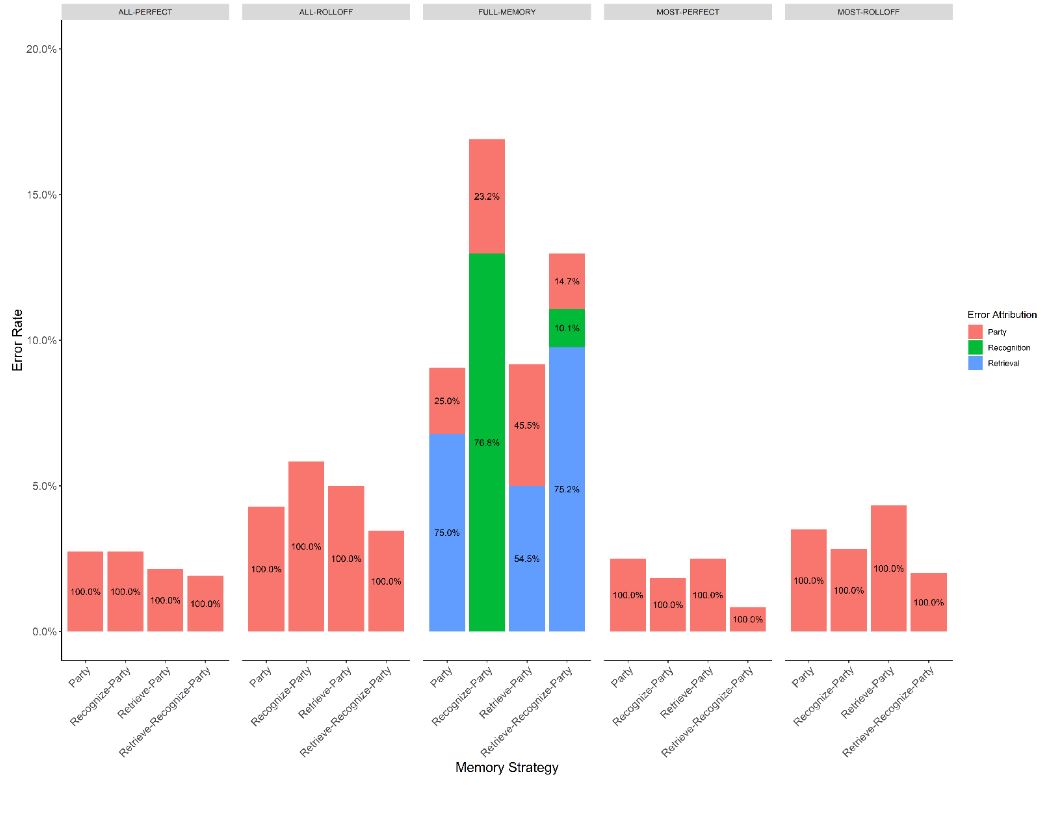 ALL-PERFECT ALL-ROLLOFF FULL-MEMORY MOST-PERFECT MOST-ROLLOFF
20.0%
15.0%
10.0%
5.0%
0.0%
Error Rate
100.0% 100.0% 100.0% 100.0%
100.0% 100.0% 100.0% 100.0%
25.0% 75.0%
23.2% 76.8%
45.5% 54.5%
14.7% 10.1% 75.2%
100.0% 100.0% 100.0% 100.0%
100.0% 100.0% 100.0% 100.0%
Error Attribution
Party
Recognition
Retrieval
Party Recognize-Party Retrieve-Party Retrieve-Recognize-Party
Party Recognize-Party Retrieve-Party Retrieve-Recognize-Party
Party Recognize-Party Retrieve-Party Retrieve-Recognize-Party
Party Recognize-Party Retrieve-Party Retrieve-Recognize-Party
Party Recognize-Party Retrieve-Party Retrieve-Recognize-Party
Memory Strategy